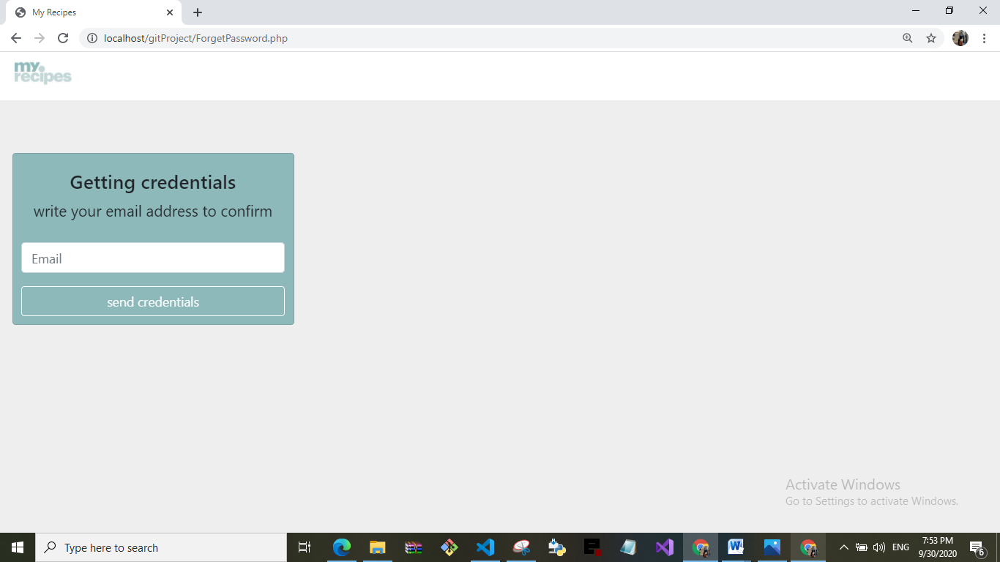 My Recipes
localhost/gitProject/ForgetPassword.php
my.
recipes
Getting credentials
write your email address to confirm
Email
send credentials
Activate Windows
Go to Settings to activate Windows.
Type here to search
ENG
7:53 PM
9/30/2020
6